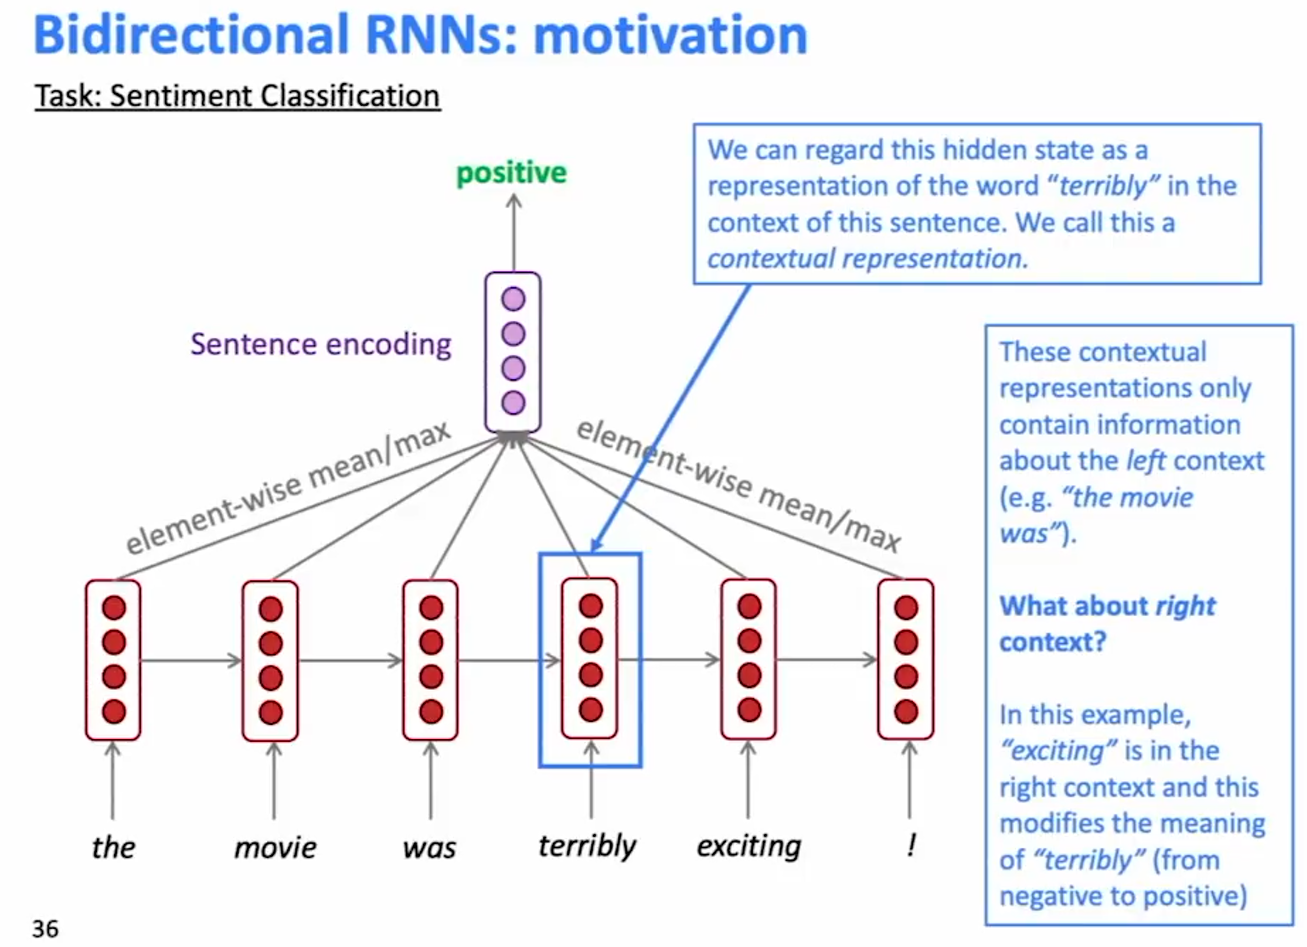 Bidirectional RNNs: motivation
Task: Sentiment Classification
positive
We can regard this hidden state as a
representation of the word “terribly” in the
context of this sentence. We call this a
contextual representation.
Sentence encoding
element-wise mean/max
element-wise mean/max
These contextual
representations only
contain information
about the left context
(e.g. “the movie
was”).
What about right
context?
In this example,
“exciting” is in the
right context and this
modifies the meaning
of “terribly” (from
negative to positive)
the movie was terribly exciting !
36